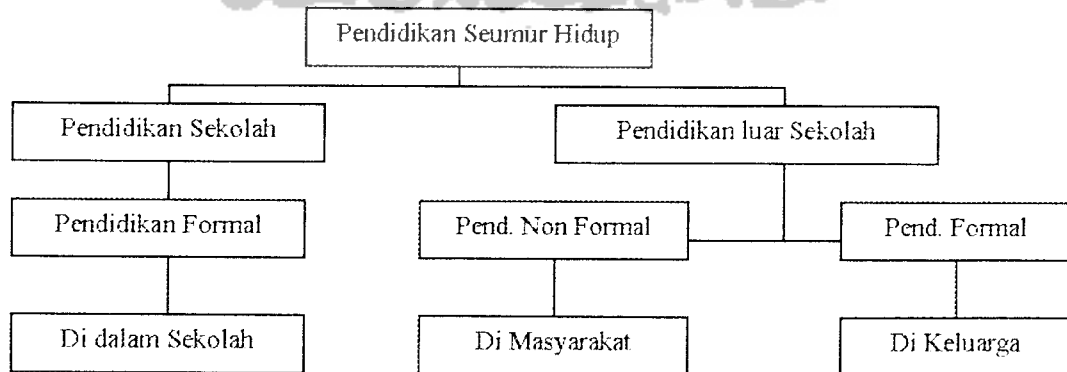 Pendidikan Seumur Hidup
Pendidikan Sekolah
Pendidikan luar Sekolah
Pendidikan Formal
Pend. Non Formal
Pend. Formal
Di dalam Sekolah
Di Masyarakat
Di Keluarga